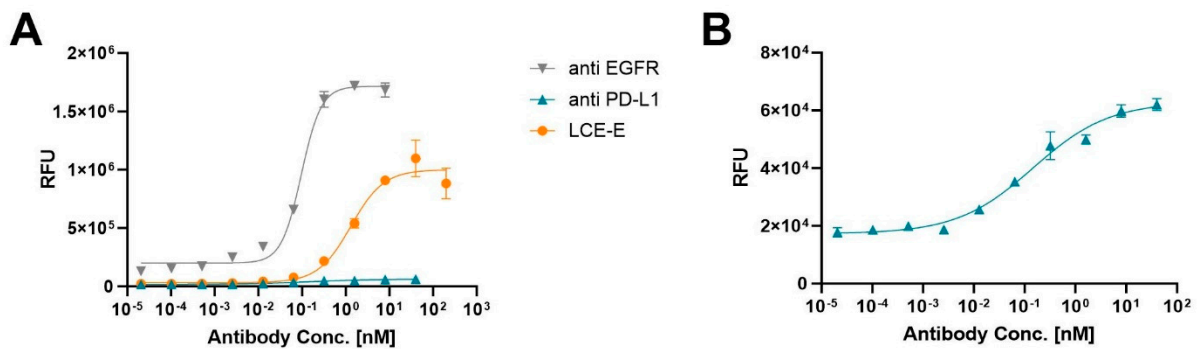 A
2×10⁶
1.5×10⁶
1×10⁶
5×10⁵
0
RFU
10⁻⁵ 10⁻⁴ 10⁻³ 10⁻² 10⁻¹ 10⁰ 10¹ 10² 10³
Antibody Conc. [nM]
anti EGFR
anti PD-L1
LCE-E
B
8×10⁴
6×10⁴
4×10⁴
2×10⁴
0
RFU
10⁻⁵ 10⁻⁴ 10⁻³ 10⁻² 10⁻¹ 10⁰ 10¹ 10²
Antibody Conc. [nM]